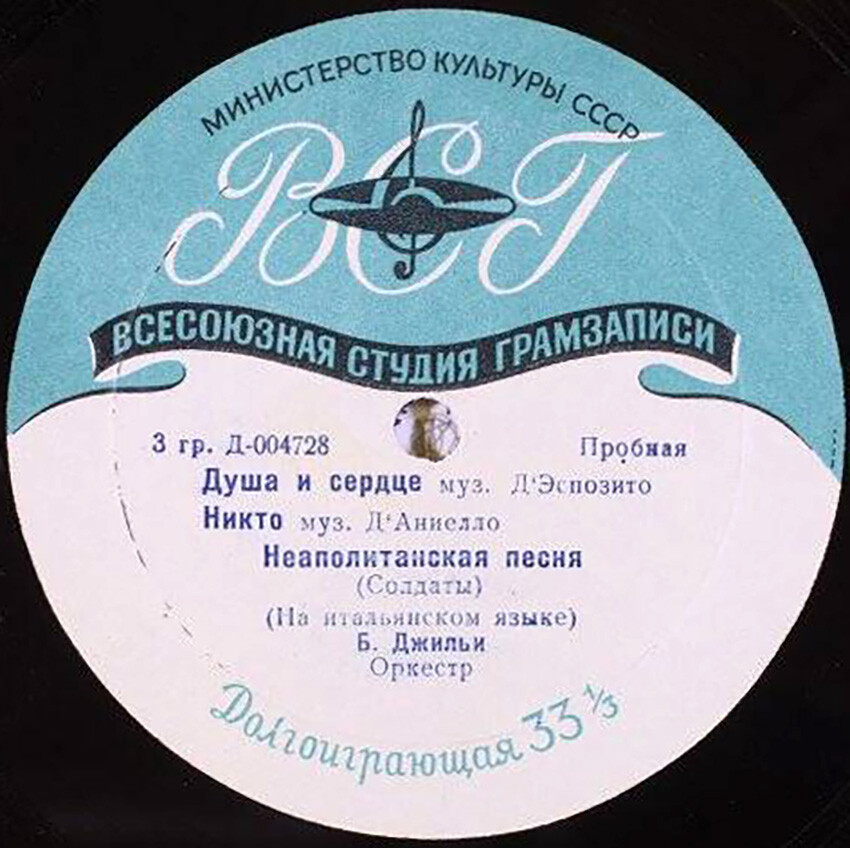 МИНИСТЕРСТВО КУЛЬТУРЫ СССР
ВСГ
ВСЕСОЮЗНАЯ СТУДИЯ ГРАМЗАПИСИ
3 гр. Д-004728 Пробная
Душа и сердце муз. Д'Эспозито
Никто муз. Д'Аниелло
Неаполитанская песня
(Солдаты)
(На итальянском языке)
Б. Джильи
Оркестр
Долгоиграющая 33 1/3